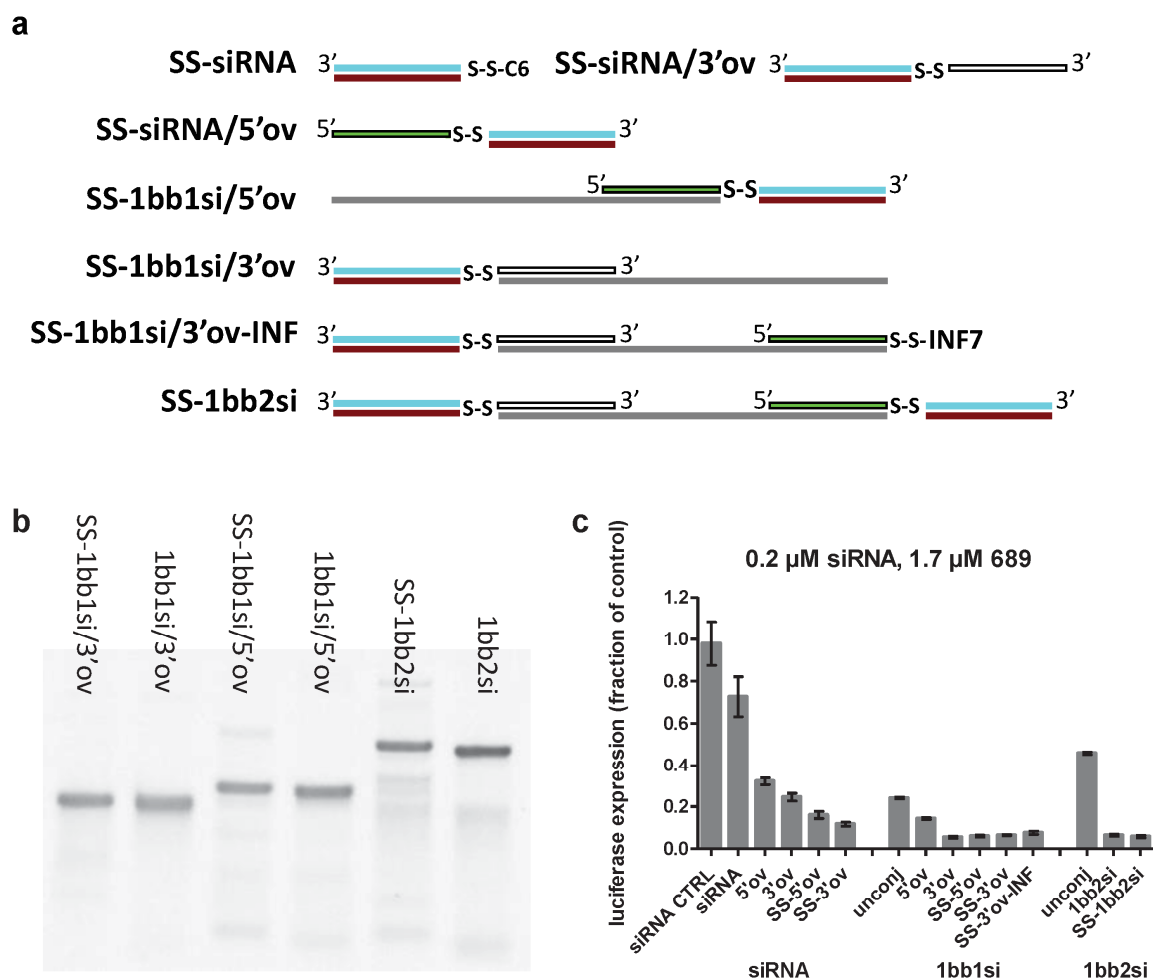 a
SS-siRNA 3’ S-S-C6 SS-siRNA/3’ov 3’ S-S 3’
SS-siRNA/5’ov 5’ S-S 3’
SS-1bb1si/5’ov 5’ S-S 3’
SS-1bb1si/3’ov 3’ S-S 3’
SS-1bb1si/3’ov-INF 3’ S-S 3’ 5’ S-S-INF7
SS-1bb2si 3’ S-S 3’ 5’ S-S 3’
b
SS-1bb1si/3’ov
1bb1si/3’ov
SS-1bb1si/5’ov
1bb1si/5’ov
SS-1bb2si
1bb2si
c
0.2 µM siRNA, 1.7 µM 689
luciferase expression (fraction of control)
1.2
1.0
0.8
0.6
0.4
0.2
0.0
siRNA CTRL
siRNA
5’ov
3’ov
SS-5’ov
SS-3’ov
unconj
5’ov
3’ov
SS-5’ov
SS-3’ov
SS-3’ov-INF
unconj
1bb2si
SS-1bb2si
siRNA 1bb1si 1bb2si